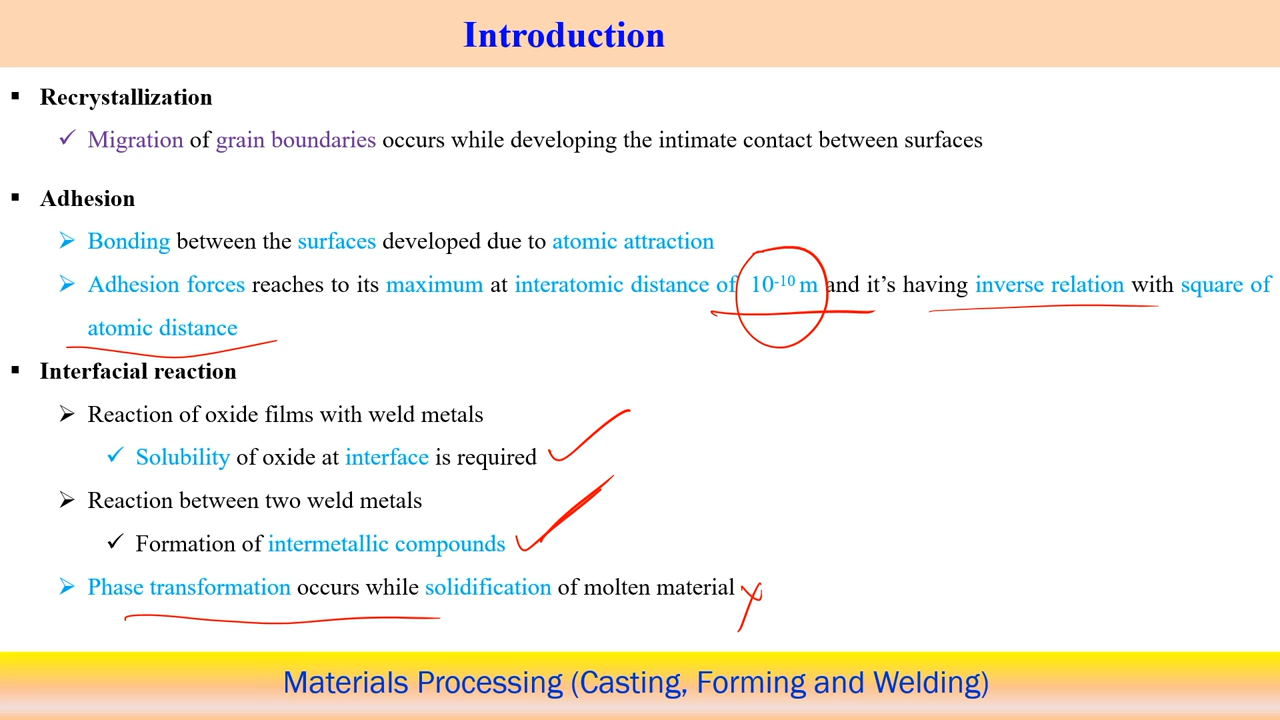 Introduction
▪ Recrystallization
✓ Migration of grain boundaries occurs while developing the intimate contact between surfaces
▪ Adhesion
➢ Bonding between the surfaces developed due to atomic attraction
➢ Adhesion forces reaches to its maximum at interatomic distance of 10⁻¹⁰ m and it’s having inverse relation with square of
atomic distance
▪ Interfacial reaction
➢ Reaction of oxide films with weld metals
✓ Solubility of oxide at interface is required
➢ Reaction between two weld metals
✓ Formation of intermetallic compounds
➢ Phase transformation occurs while solidification of molten material
Materials Processing (Casting, Forming and Welding)